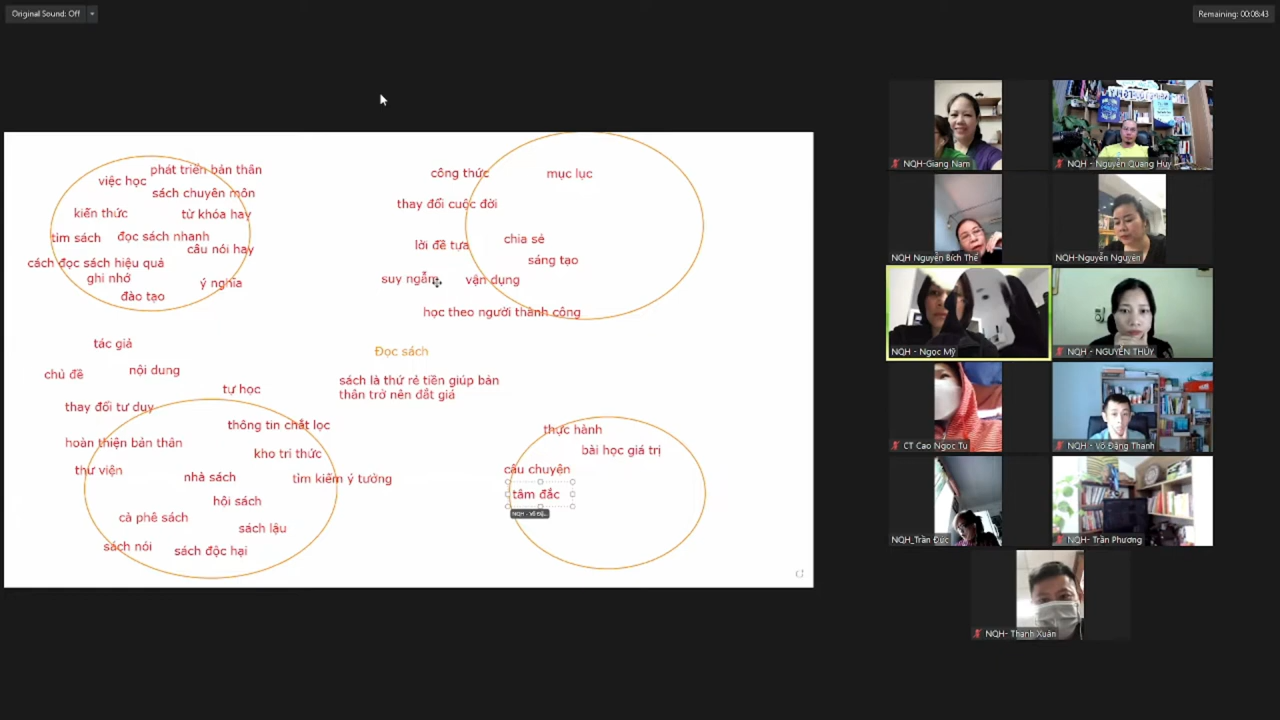 Original Sound: Off
Remaining: 00:08:43
phát triển bản thân
việc học
sách chuyên môn
kiến thức
từ khóa hay
tìm sách
đọc sách nhanh
câu nói hay
cách đọc sách hiệu quả
ghi nhớ
ý nghĩa
đào tạo
công thức
mục lục
thay đổi cuộc đời
lời đề tựa
chia sẻ
sáng tạo
suy ngẫm
vận dụng
học theo người thành công
tác giả
chủ đề
nội dung
tự học
thay đổi tư duy
Đọc sách
sách là thứ rẻ tiền giúp bản
thân trở nên đắt giá
thông tin chắt lọc
hoàn thiện bản thân
kho tri thức
thư viện
nhà sách
tìm kiếm ý tưởng
hội sách
cà phê sách
sách lậu
sách nói
sách độc hại
thực hành
bài học giá trị
câu chuyện
tâm đắc
NQH - Võ Đặ...
NQH-Giang Nam
NQH - Nguyễn Quang Huy
NQH Nguyễn Bích Thế
NQH-Nguyễn Nguyên
NQH - Ngọc Mỹ
NQH - NGUYỄN THỦY
CT Cao Ngọc Tú
NQH - Võ Đặng Thanh
NQH_Trần Đức
NQH- Trần Phương
NQH- Thanh Xuân